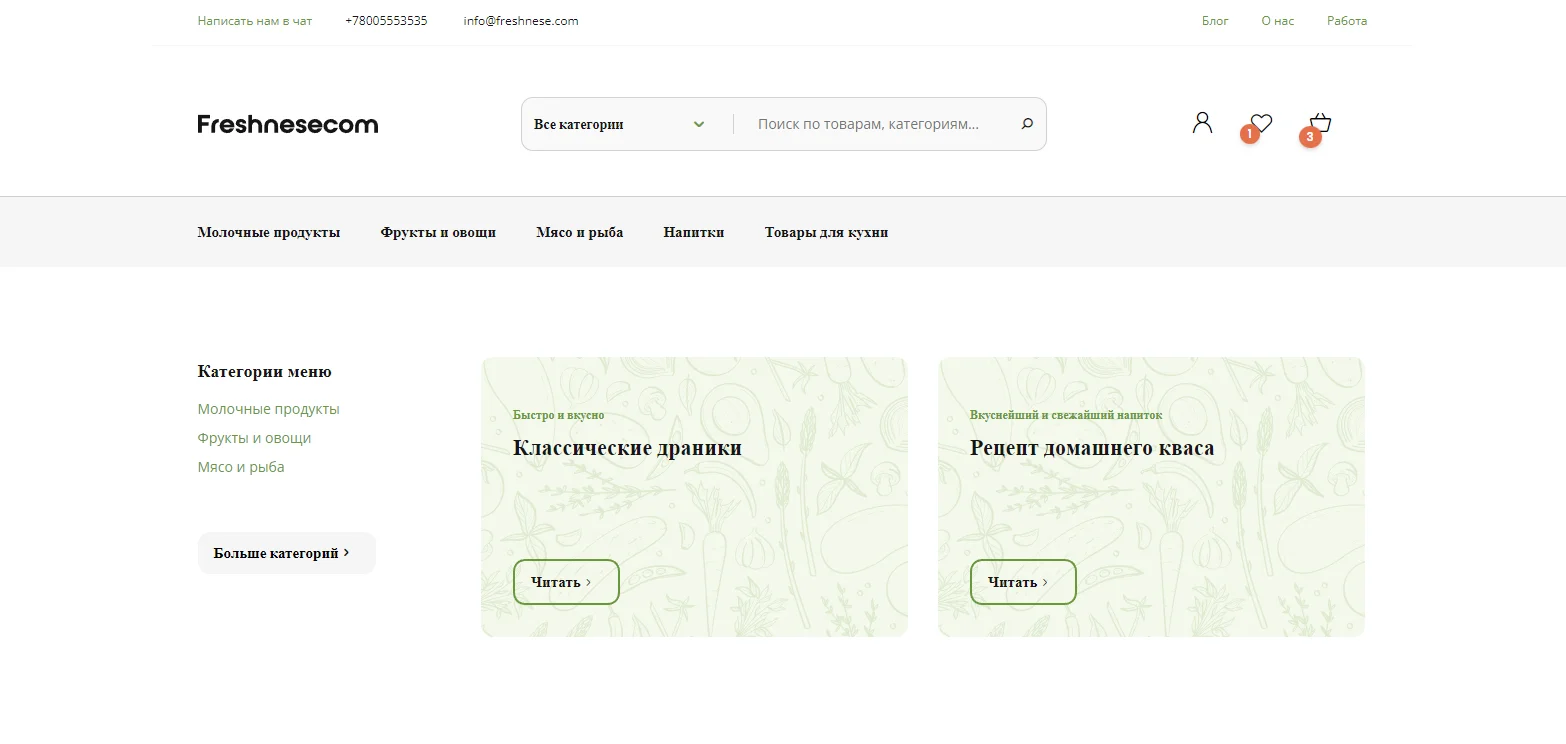 Написать нам в чат +78005553535 info@freshnese.com Блог О нас Работа
Freshnesecom Все категории Поиск по товарам, категориям... 1 3
Молочные продукты Фрукты и овощи Мясо и рыба Напитки Товары для кухни
Категории меню
Молочные продукты
Фрукты и овощи
Мясо и рыба
Больше категорий
Быстро и вкусно
Классические драники
Читать
Вкуснейший и свежайший напиток
Рецепт домашнего кваса
Читать